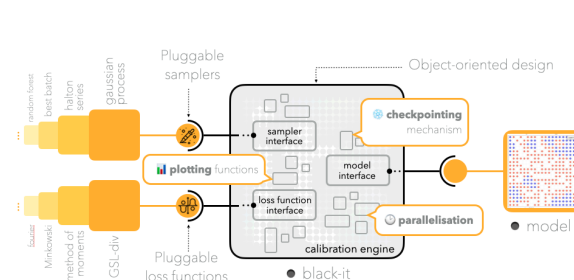 Pluggable
samplers
Object-oriented design
random forest
best batch
halton
series
gaussian
process
checkpointing
mechanism
sampler
interface
plotting functions
model
interface
loss function
interface
parallelisation
calibration engine
fourier
Minkowski
method of
moments
GSL-div
Pluggable
loss functions
black-it
model